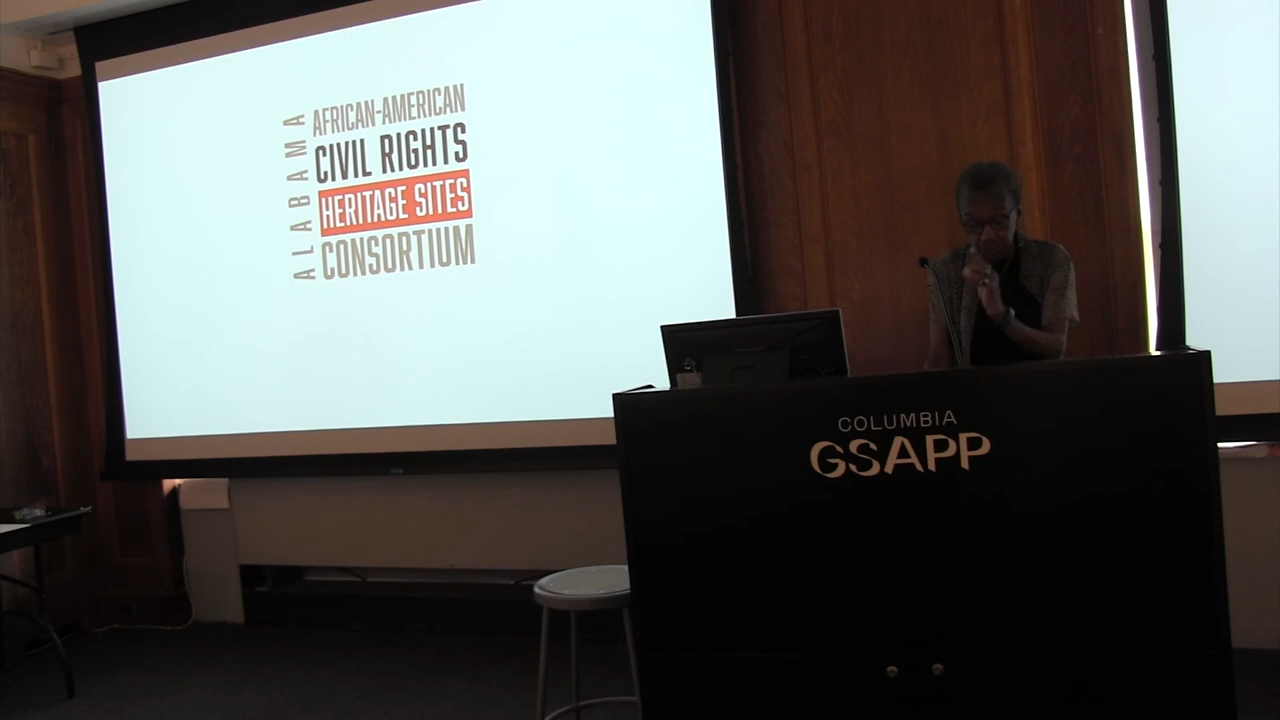 ALABAMA
AFRICAN-AMERICAN
CIVIL RIGHTS
HERITAGE SITES
CONSORTIUM
COLUMBIA
GSAPP